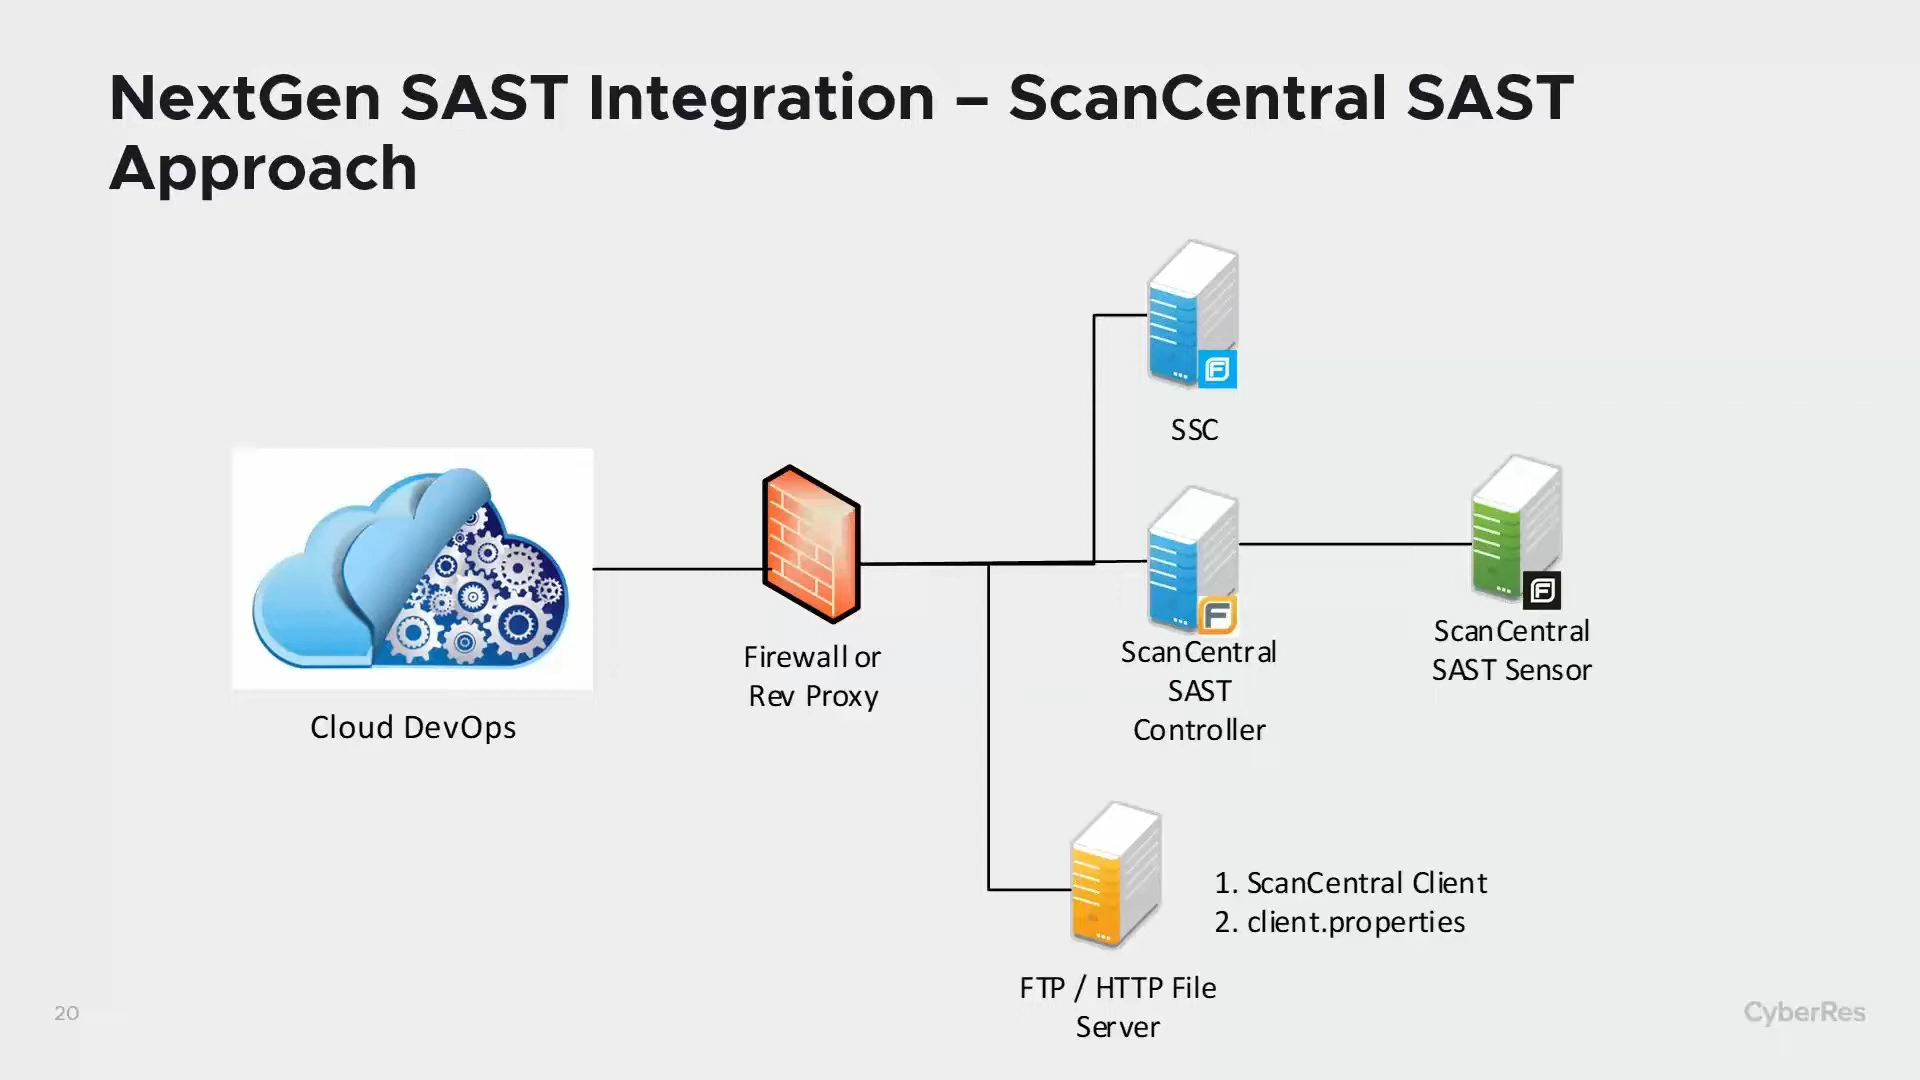 NextGen SAST Integration – ScanCentral SAST
Approach
SSC
Cloud DevOps
Firewall or
Rev Proxy
ScanCentral
SAST
Controller
ScanCentral
SAST Sensor
1. ScanCentral Client
2. client.properties
FTP / HTTP File
Server
20
CyberRes